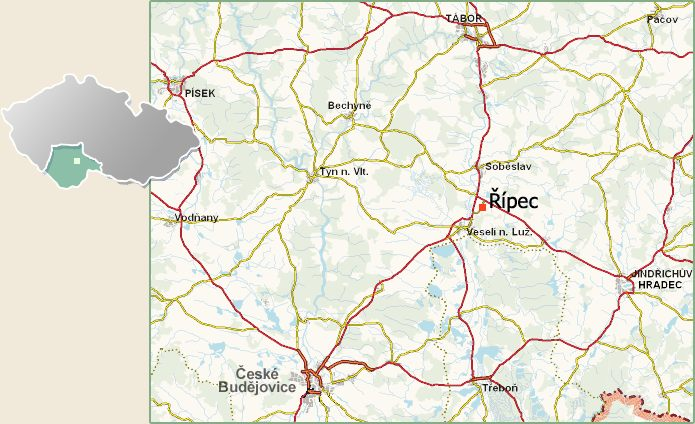 TÁBOR
Pacov
PÍSEK
Bechyně
Soběslav
Týn n. Vlt.
Řípec
Vodňany
Veselí n. Luž.
JINDŘICHŮV
HRADEC
České
Budějovice
Třeboň